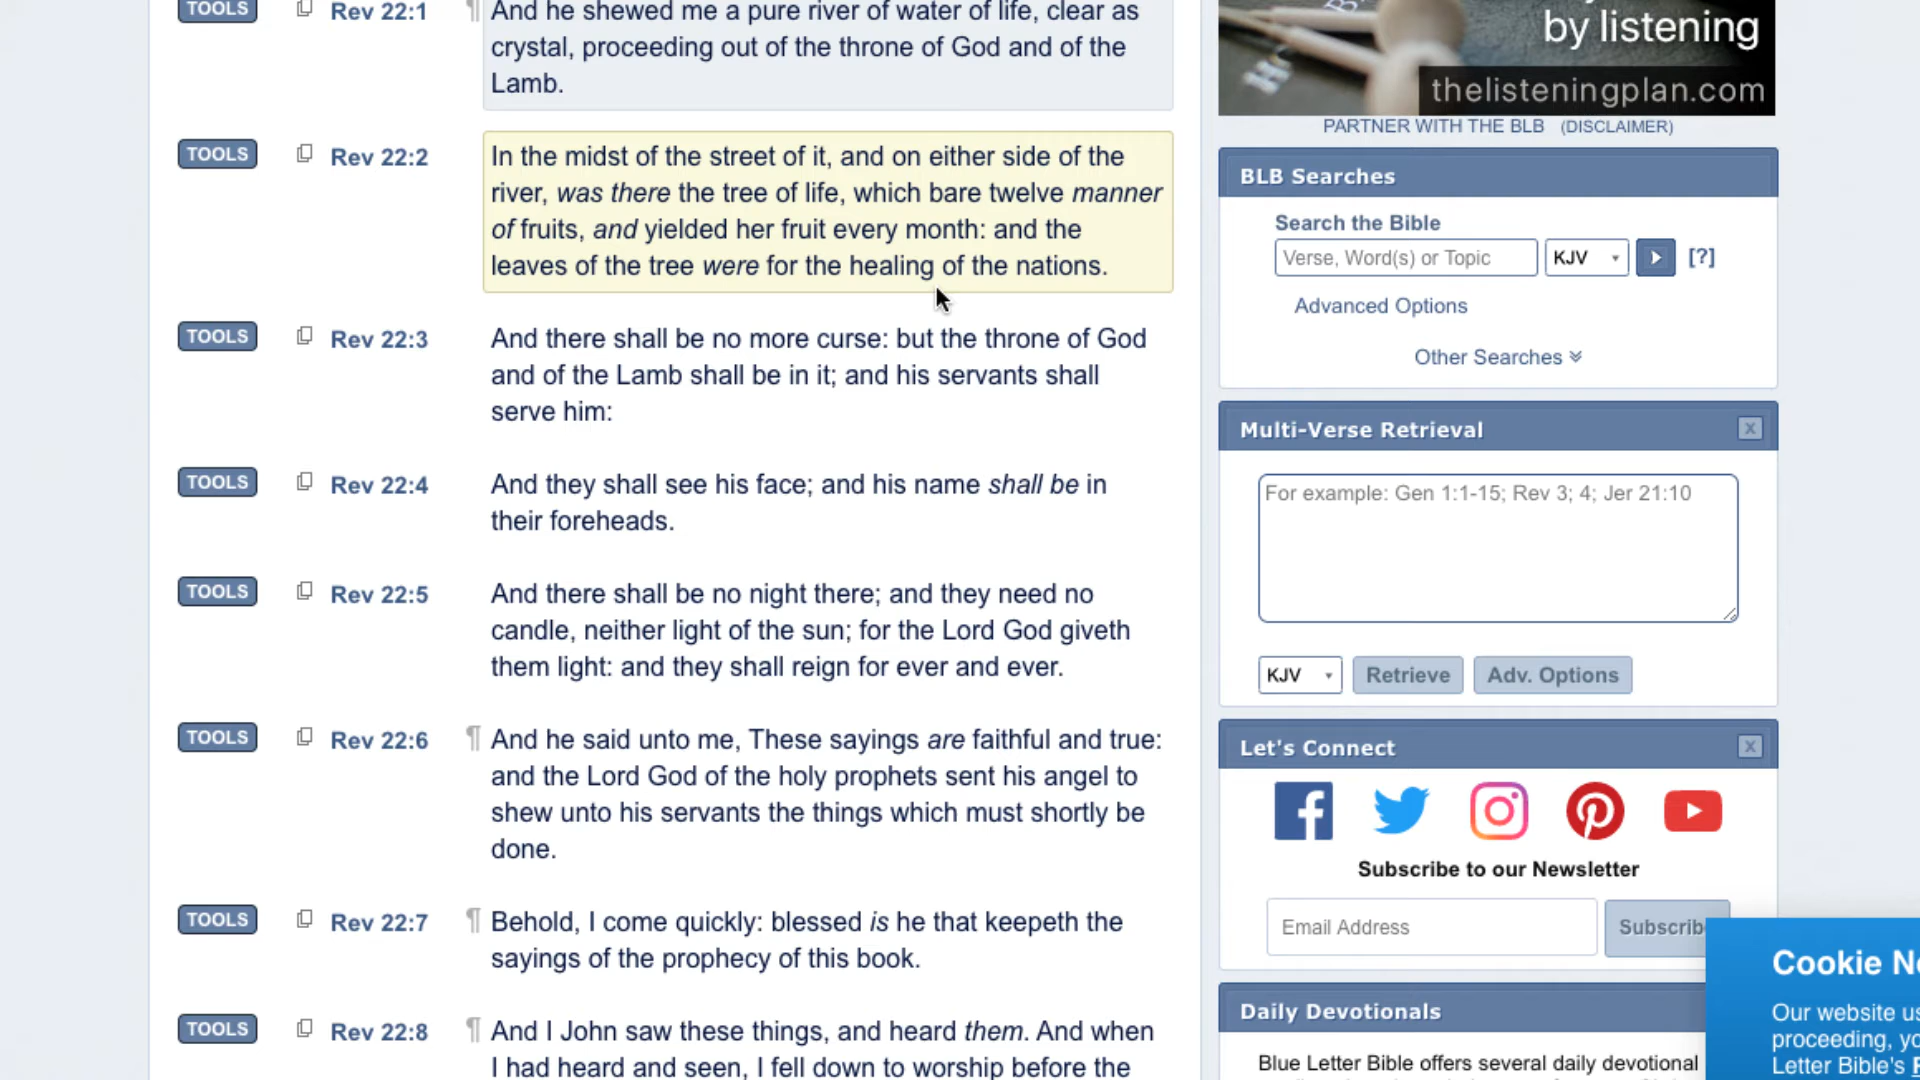 TOOLS Rev 22:1 ¶ And he shewed me a pure river of water of life, clear as
crystal, proceeding out of the throne of God and of the
Lamb.
TOOLS Rev 22:2 In the midst of the street of it, and on either side of the
river, was there the tree of life, which bare twelve manner
of fruits, and yielded her fruit every month: and the
leaves of the tree were for the healing of the nations.
TOOLS Rev 22:3 And there shall be no more curse: but the throne of God
and of the Lamb shall be in it; and his servants shall
serve him:
TOOLS Rev 22:4 And they shall see his face; and his name shall be in
their foreheads.
TOOLS Rev 22:5 And there shall be no night there; and they need no
candle, neither light of the sun; for the Lord God giveth
them light: and they shall reign for ever and ever.
TOOLS Rev 22:6 ¶ And he said unto me, These sayings are faithful and true:
and the Lord God of the holy prophets sent his angel to
shew unto his servants the things which must shortly be
done.
TOOLS Rev 22:7 ¶ Behold, I come quickly: blessed is he that keepeth the
sayings of the prophecy of this book.
TOOLS Rev 22:8 ¶ And I John saw these things, and heard them. And when
I had heard and seen, I fell down to worship before the
by listening
thelisteningplan.com
PARTNER WITH THE BLB (DISCLAIMER)
BLB Searches
Search the Bible
Verse, Word(s) or Topic KJV [?]
Advanced Options
Other Searches
Multi-Verse Retrieval X
For example: Gen 1:1-15; Rev 3; 4; Jer 21:10
KJV Retrieve Adv. Options
Let's Connect X
Subscribe to our Newsletter
Email Address Subscrib
Daily Devotionals
Blue Letter Bible offers several daily devotional
Cookie N
Our website us
proceeding, yo
Letter Bible's